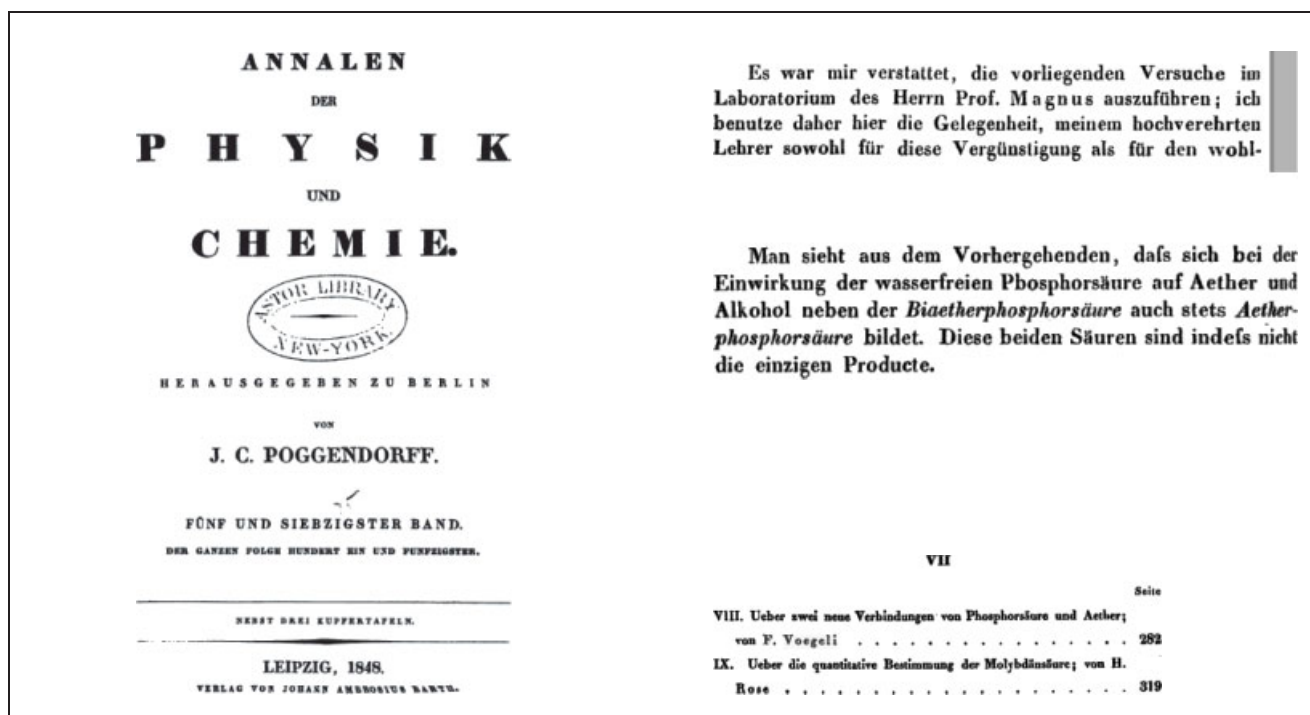 ANNALEN
DER
PHYSIK
UND
CHEMIE.
ASTOR LIBRARY
NEW-YORK
HERAUSGEGEBEN ZU BERLIN
VON
J. C. POGGENDORFF.
FÜNF UND SIEBZIGSTER BAND.
DER GANZEN FOLGE HUNDERT EIN UND FUNFZIGSTER.
NEBST DREI KUPFERTAFELN.
LEIPZIG, 1848.
VERLAG VON JOHANN AMBROSIUS BARTH.
Es war mir verstattet, die vorliegenden Versuche im
Laboratorium des Herrn Prof. Magnus auszuführen; ich
benutze daher hier die Gelegenheit, meinem hochverehrten
Lehrer sowohl für diese Vergünstigung als für den wohl-
Man sieht aus dem Vorhergehenden, daſs sich bei der
Einwirkung der wasserfreien Phosphorsäure auf Aether und
Alkohol neben der Biaetherphosphorsäure auch stets Aether-
phosphorsäure bildet. Diese beiden Säuren sind indeſs nicht
die einzigen Producte.
VII
Seite
VIII. Ueber zwei neue Verbindungen von Phosphorsäure und Aether;
von F. Voegeli . . . . . . . . . . . . . . . . 282
IX. Ueber die quantitative Bestimmung der Molybdänsäure; von H.
Rose . . . . . . . . . . . . . . . . . . . . 319